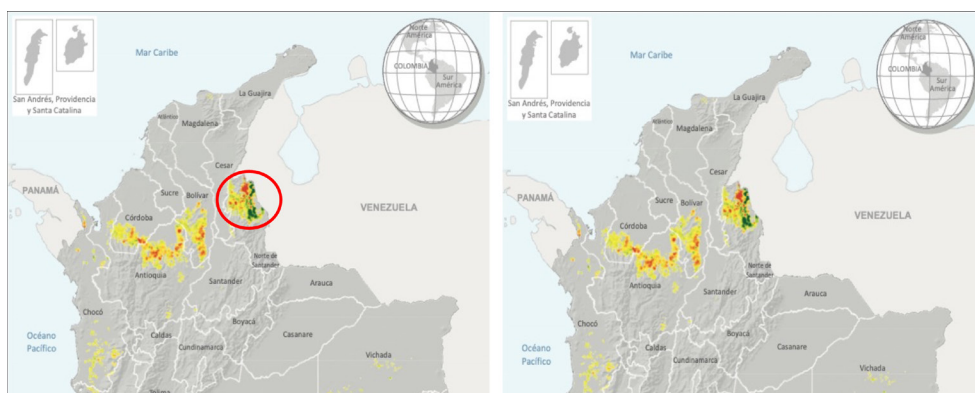 Mar Caribe
Norte
América
COLOMBIA
Sur
América
San Andrés, Providencia
y Santa Catalina
La Guajira
Atlántico
Magdalena
Cesar
PANAMÁ
Sucre
Bolívar
VENEZUELA
Córdoba
Norte de
Santander
Antioquia
Santander
Arauca
Chocó
Boyacá
Océano
Pacífico
Caldas
Casanare
Cundinamarca
Vichada
Tolima
Mar Caribe
Norte
América
COLOMBIA
Sur
América
San Andrés, Providencia
y Santa Catalina
La Guajira
Atlántico
Magdalena
Cesar
PANAMÁ
Sucre
Bolívar
VENEZUELA
Córdoba
Norte de
Santander
Antioquia
Santander
Arauca
Chocó
Boyacá
Océano
Pacífico
Caldas
Casanare
Cundinamarca
Vichada